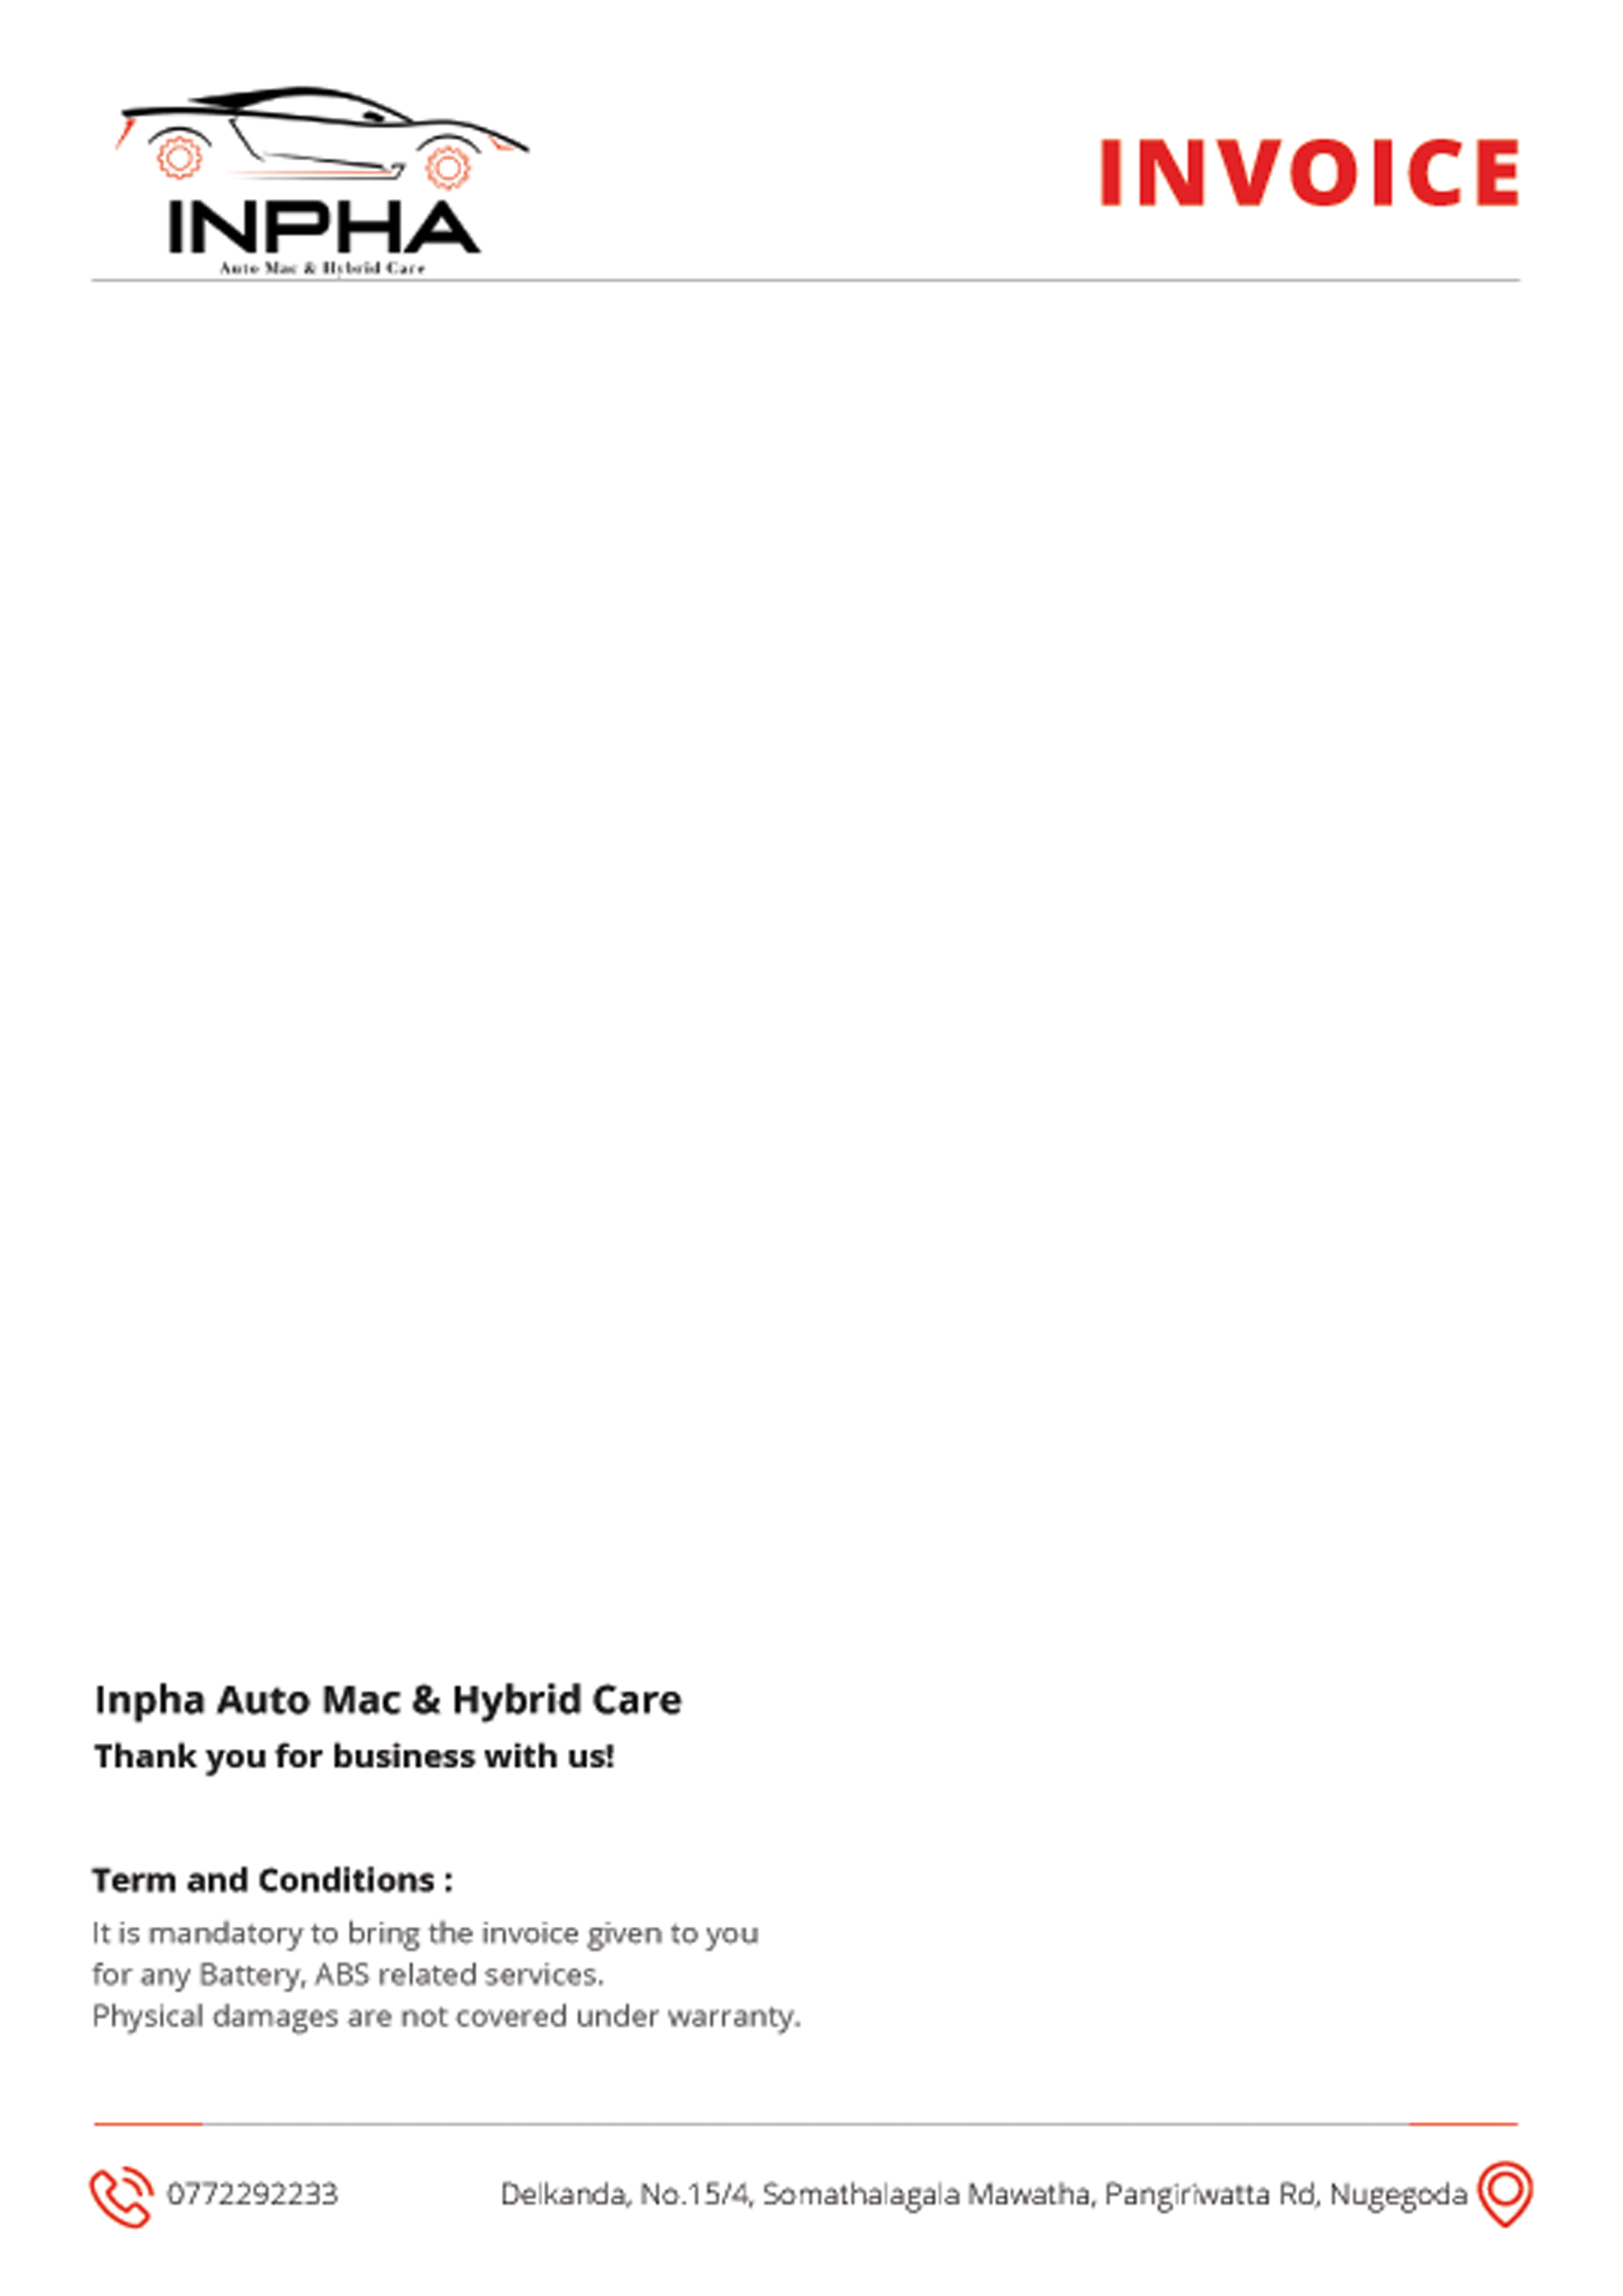 INPHA
Auto Mac & Hybrid Care
INVOICE
Inpha Auto Mac & Hybrid Care
Thank you for business with us!
Term and Conditions :
It is mandatory to bring the invoice given to you
for any Battery, ABS related services.
Physical damages are not covered under warranty.
0772292233
Delkanda, No.15/4, Somathalagala Mawatha, Pangiriwatta Rd, Nugegoda